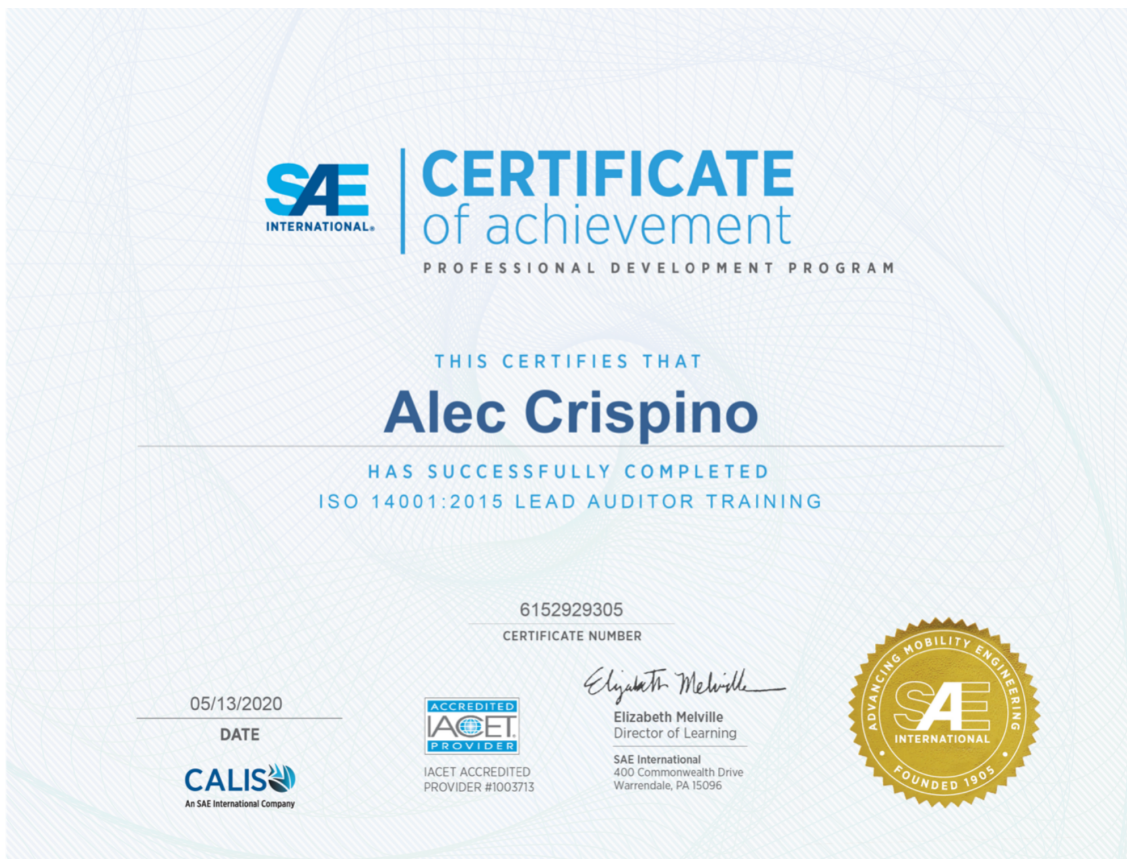 SAE
INTERNATIONAL®
CERTIFICATE
of achievement
PROFESSIONAL DEVELOPMENT PROGRAM
THIS CERTIFIES THAT
Alec Crispino
HAS SUCCESSFULLY COMPLETED
ISO 14001:2015 LEAD AUDITOR TRAINING
6152929305
CERTIFICATE NUMBER
05/13/2020
DATE
CALISO
An SAE International Company
ACCREDITED
IACET
PROVIDER
IACET ACCREDITED
PROVIDER #1003713
Elizabeth Melville
Elizabeth Melville
Director of Learning
SAE International
400 Commonwealth Drive
Warrendale, PA 15096
ADVANCING MOBILITY ENGINEERING
SAE
INTERNATIONAL
FOUNDED 1905